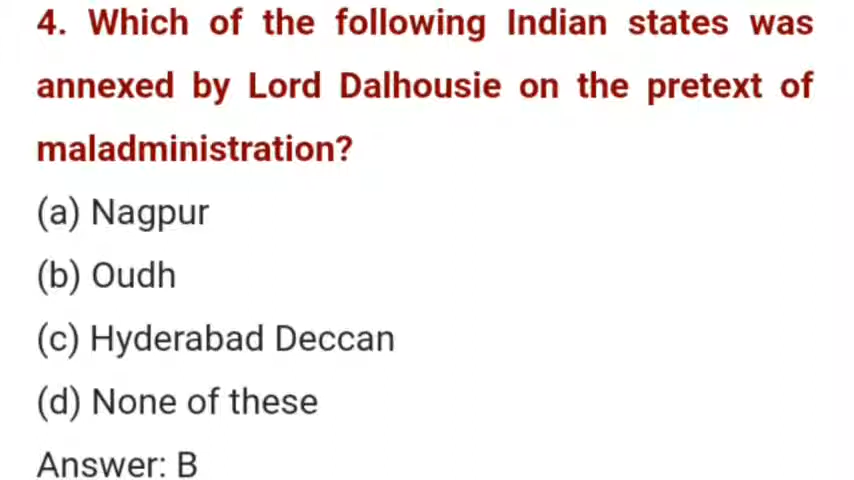 4. Which of the following Indian states was
annexed by Lord Dalhousie on the pretext of
maladministration?
(a) Nagpur
(b) Oudh
(c) Hyderabad Deccan
(d) None of these
Answer: B